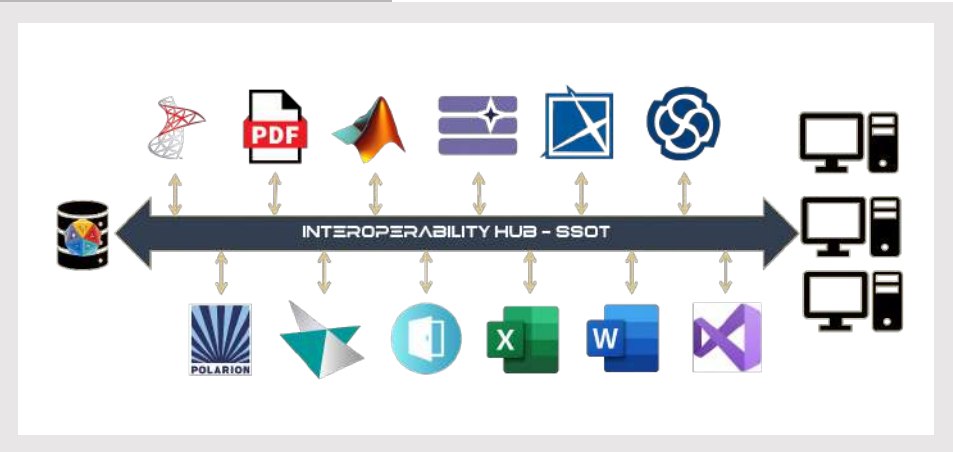 PDF
INTEROPERABILITY HUB - SSOT
POLARION
X
W